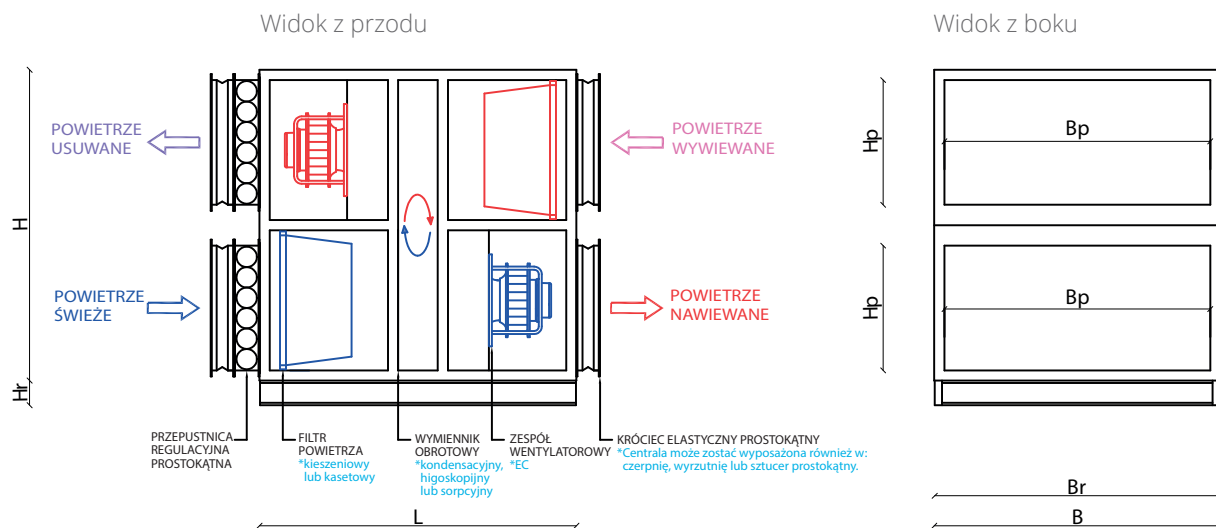 Widok z przodu
Widok z boku
H
Hr
POWIETRZE
USUWANE
POWIETRZE
WYWIEWANE
POWIETRZE
ŚWIEŻE
POWIETRZE
NAWIEWANE
Hp
Bp
Hp
Bp
PRZEPUSTNICA
REGULACYJNA
PROSTOKĄTNA
FILTR
POWIETRZA
*kieszeniowy
lub kasetowy
WYMIENNIK
OBROTOWY
*kondensacyjny,
higoskopijny
lub sorpcyjny
ZESPÓŁ
WENTYLATOROWY
*EC
KRÓCIEC ELASTYCZNY PROSTOKĄTNY
*Centrala może zostać wyposażona również w:
czerpnię, wyrzutnię lub sztucer prostokątny.
L
Br
B